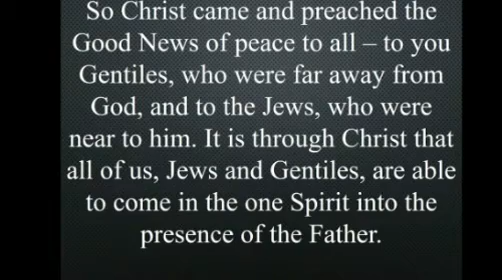 So Christ came and preached the
Good News of peace to all – to you
Gentiles, who were far away from
God, and to the Jews, who were
near to him. It is through Christ that
all of us, Jews and Gentiles, are able
to come in the one Spirit into the
presence of the Father.